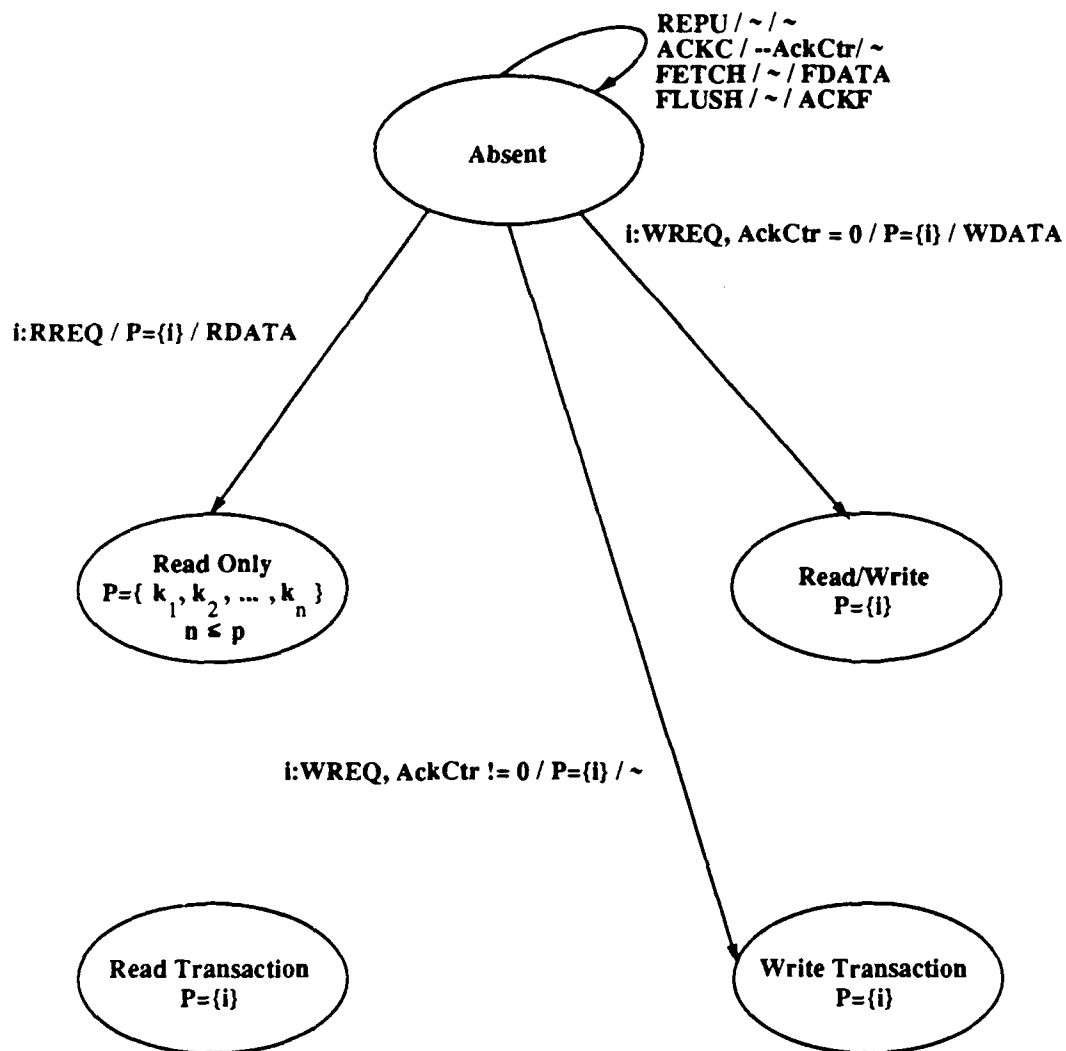 REPU / ~ / ~
ACKC / --AckCtr/ ~
FETCH / ~ / FDATA
FLUSH / ~ / ACKF
Absent
i:WREQ, AckCtr = 0 / P={i} / WDATA
i:RREQ / P={i} / RDATA
Read Only
P={ k1, k2, ... , kn }
n ≤ p
Read/Write
P={i}
i:WREQ, AckCtr != 0 / P={i} / ~
Read Transaction
P={i}
Write Transaction
P={i}